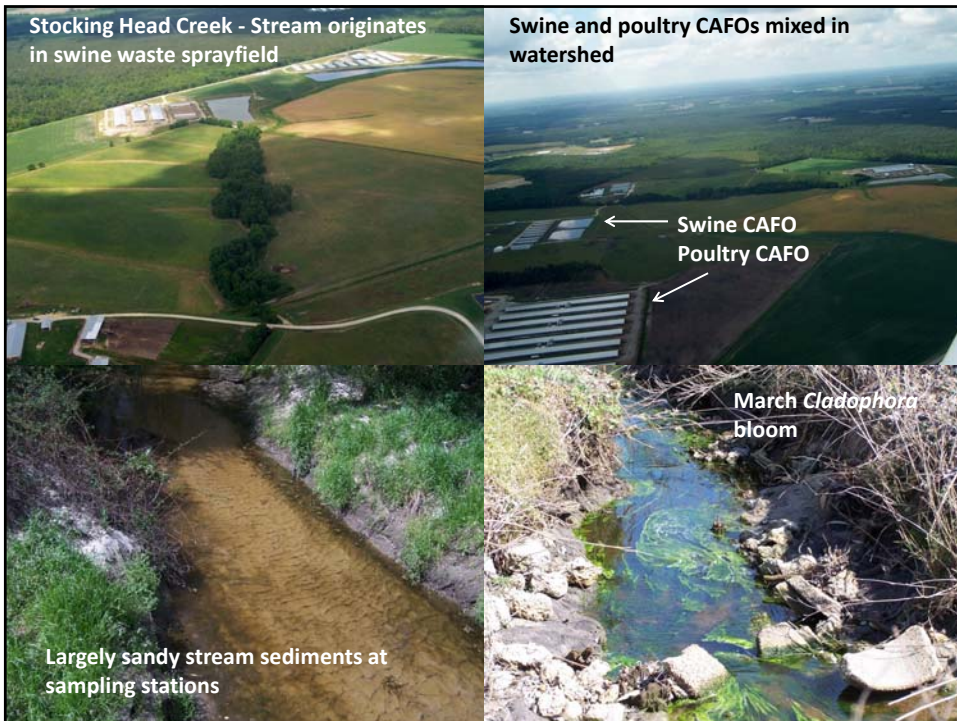 Stocking Head Creek - Stream originates
in swine waste sprayfield
Swine and poultry CAFOs mixed in
watershed
Swine CAFO
Poultry CAFO
Largely sandy stream sediments at
sampling stations
March Cladophora
bloom